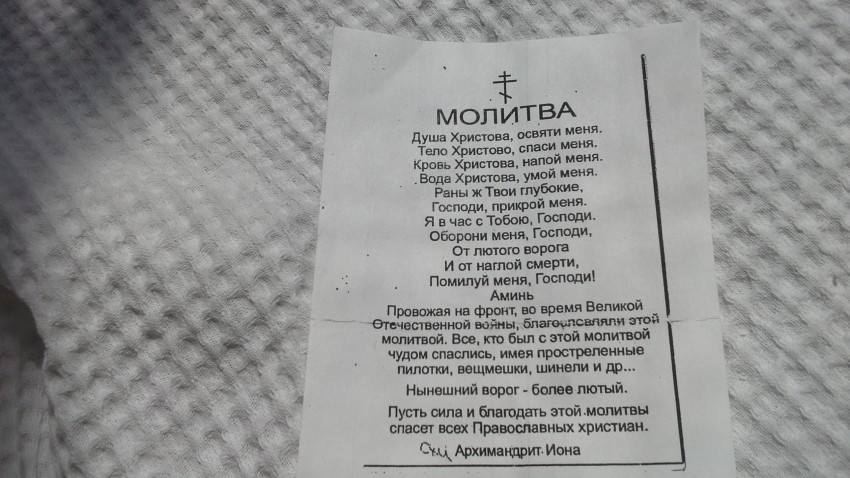 МОЛИТВА
Душа Христова, освяти меня.
Тело Христово, спаси меня.
Кровь Христова, напой меня.
Вода Христова, умой меня.
Раны ж Твои глубокие,
Господи, прикрой меня.
Я в час с Тобою, Господи.
Оборони меня, Господи,
От лютого ворога
И от наглой смерти,
Помилуй меня, Господи!
Аминь
Провожая на фронт, во время Великой
Отечественной войны, благословляли этой
молитвой. Все, кто был с этой молитвой
чудом спаслись, имея простреленные
пилотки, вещмешки, шинели и др...
Нынешний ворог - более лютый.
Пусть сила и благодать этой молитвы
спасет всех Православных христиан.
Схи Архимандрит Иона